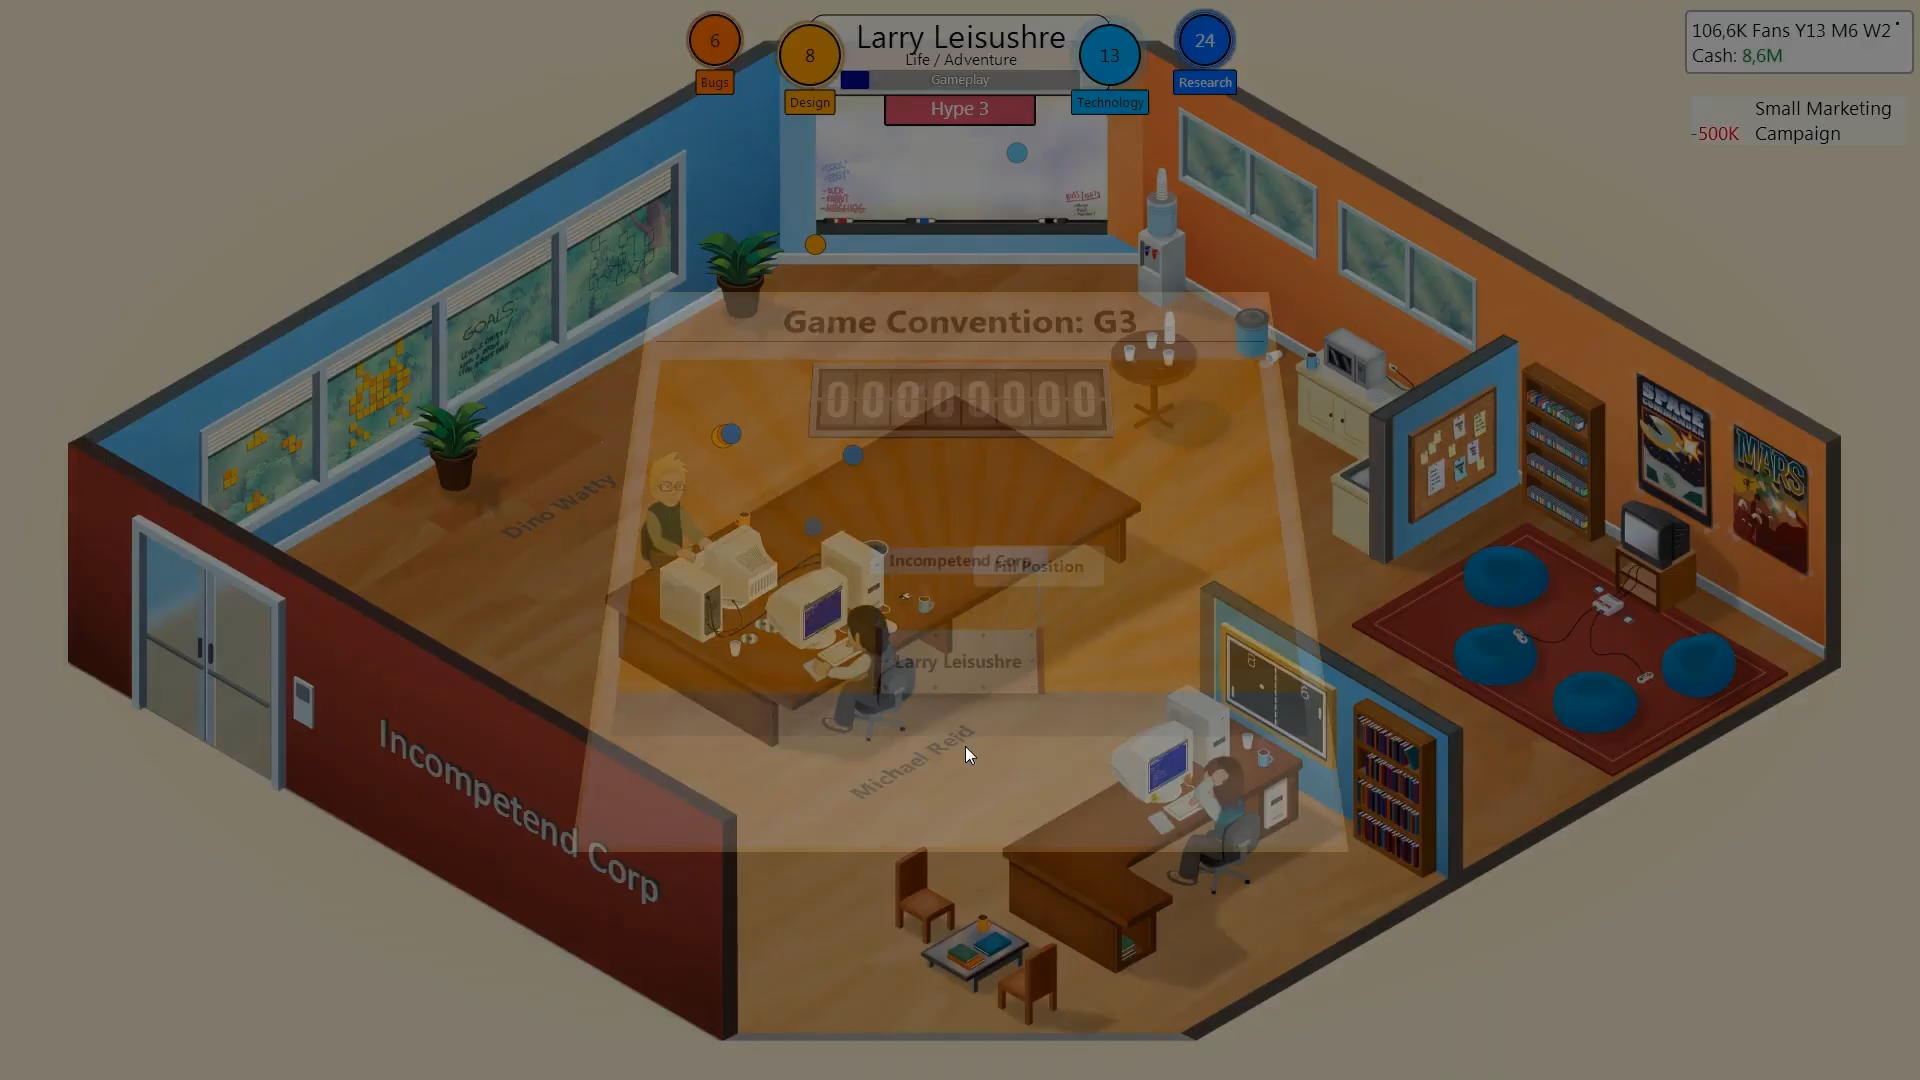 6
Bugs
8
Design
Larry Leisushre
Life / Adventure
Gameplay
Hype 3
13
Technology
24
Research
106,6K Fans Y13 M6 W2
Cash: 8,6M
-500K Small Marketing Campaign
GOALS:
Game Convention: G3
00000000
SPACE
MARS
Dino Watty
Incompetend Corp
Fill Position
Larry Leisushre
Michael Rejd
Incompetend Corp